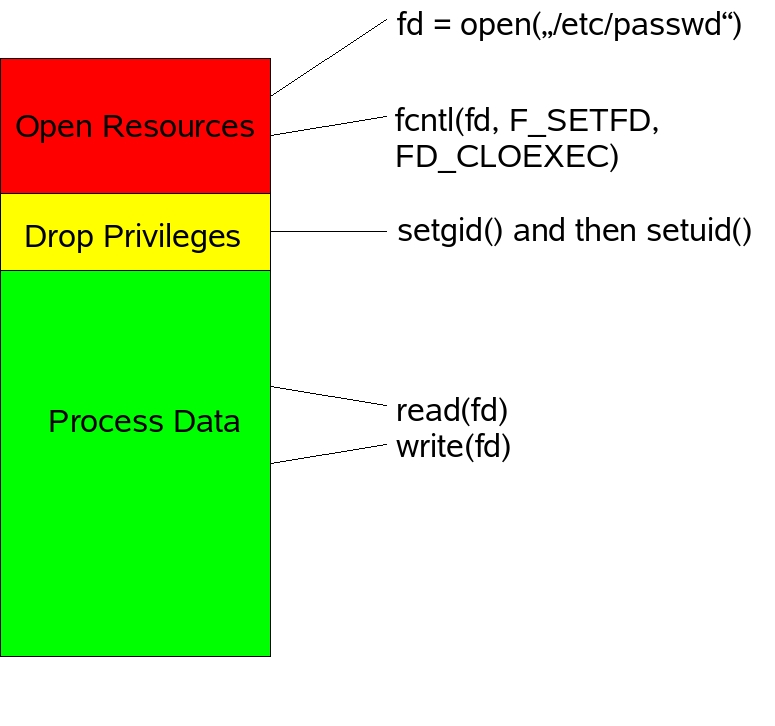 fd = open(„/etc/passwd“)
Open Resources
fcntl(fd, F_SETFD,
FD_CLOEXEC)
Drop Privileges
setgid() and then setuid()
Process Data
read(fd)
write(fd)